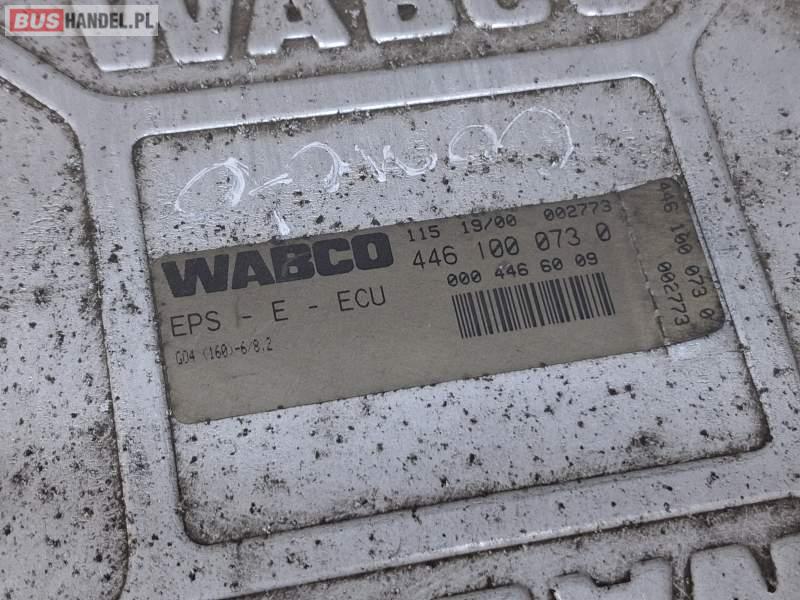 BUSHANDEL.PL
WABCO
115 19/00 002773
WABCO 446 100 073 0
000 446 60 09
EPS - E - ECU
GD4 (160)-6/8.2
446 100 073 0
002773